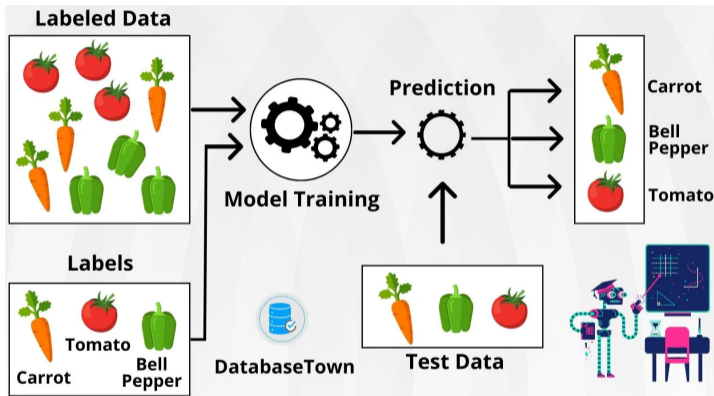 Labeled Data
Prediction
Carrot
Bell
Pepper
Tomato
Model Training
Labels
Carrot
Tomato
Bell
Pepper
DatabaseTown
Test Data